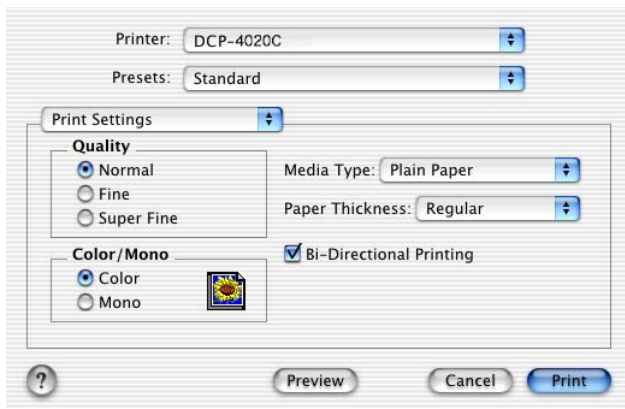 Printer: DCP-4020C
Presets: Standard
Print Settings
Quality
Normal
Fine
Super Fine
Media Type: Plain Paper
Paper Thickness: Regular
Color/Mono
Color
Mono
Bi-Directional Printing
?
Preview
Cancel
Print